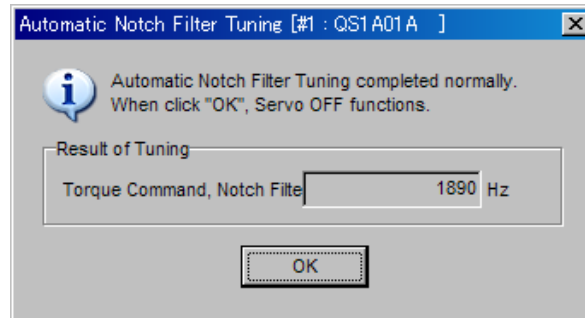 Automatic Notch Filter Tuning [#1 : QS1A01A   ]
Automatic Notch Filter Tuning completed normally.
When click "OK", Servo OFF functions.
Result of Tuning
Torque Command, Notch Filte 1890 Hz
OK